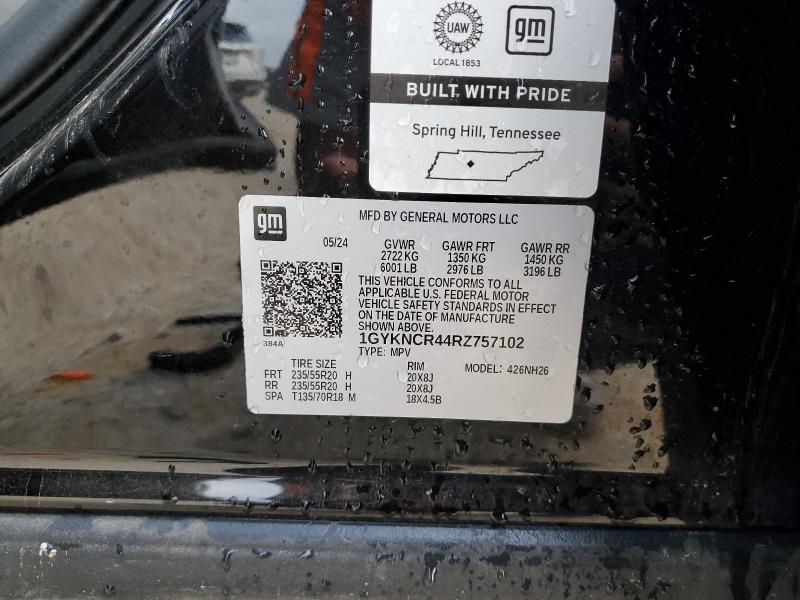 UAW
gm
LOCAL 1853
BUILT WITH PRIDE
Spring Hill, Tennessee
gm
MFD BY GENERAL MOTORS LLC
05/24 GVWR GAWR FRT GAWR RR
2722 KG 1350 KG 1450 KG
6001 LB 2976 LB 3196 LB
THIS VEHICLE CONFORMS TO ALL
APPLICABLE U.S. FEDERAL MOTOR
VEHICLE SAFETY STANDARDS IN EFFECT
ON THE DATE OF MANUFACTURE
SHOWN ABOVE.
384A
1GYKNCR44RZ757102
TYPE: MPV
TIRE SIZE RIM MODEL: 426NH26
FRT 235/55R20 H 20X8J
RR 235/55R20 H 20X8J
SPA T135/70R18 M 18X4.5B